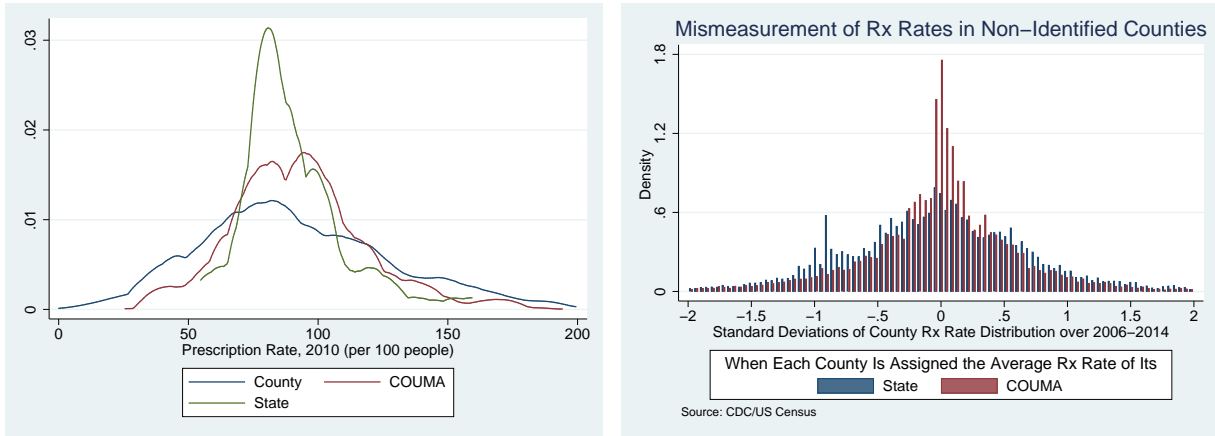 .03
.02
.01
0
0 50 100 150 200
Prescription Rate, 2010 (per 100 people)
County COUMA
State
Mismeasurement of Rx Rates in Non−Identified Counties
1.8
1.2
.6
0
Density
−2 −1.5 −1 −.5 0 .5 1 1.5 2
Standard Deviations of County Rx Rate Distribution over 2006−2014
When Each County Is Assigned the Average Rx Rate of Its
State COUMA
Source: CDC/US Census